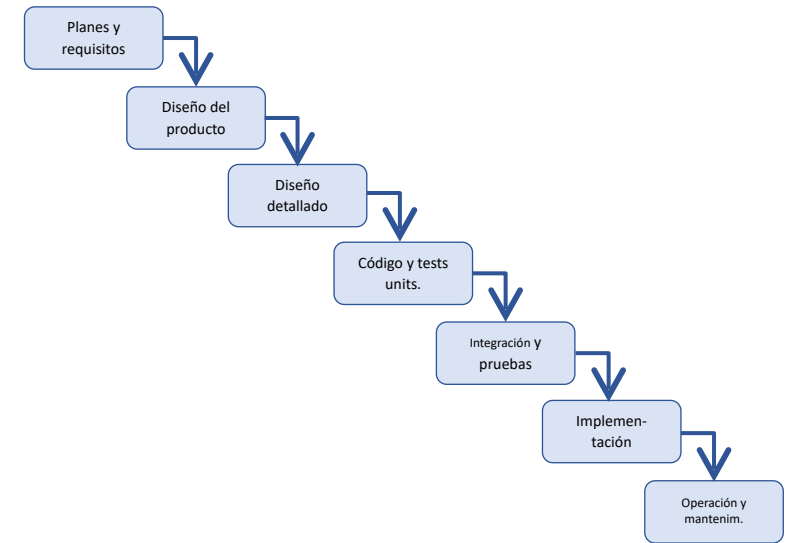 Planes y
requisitos
Diseño del
producto
Diseño
detallado
Código y tests
units.
Integración y
pruebas
Implemen-
tación
Operación y
mantenim.